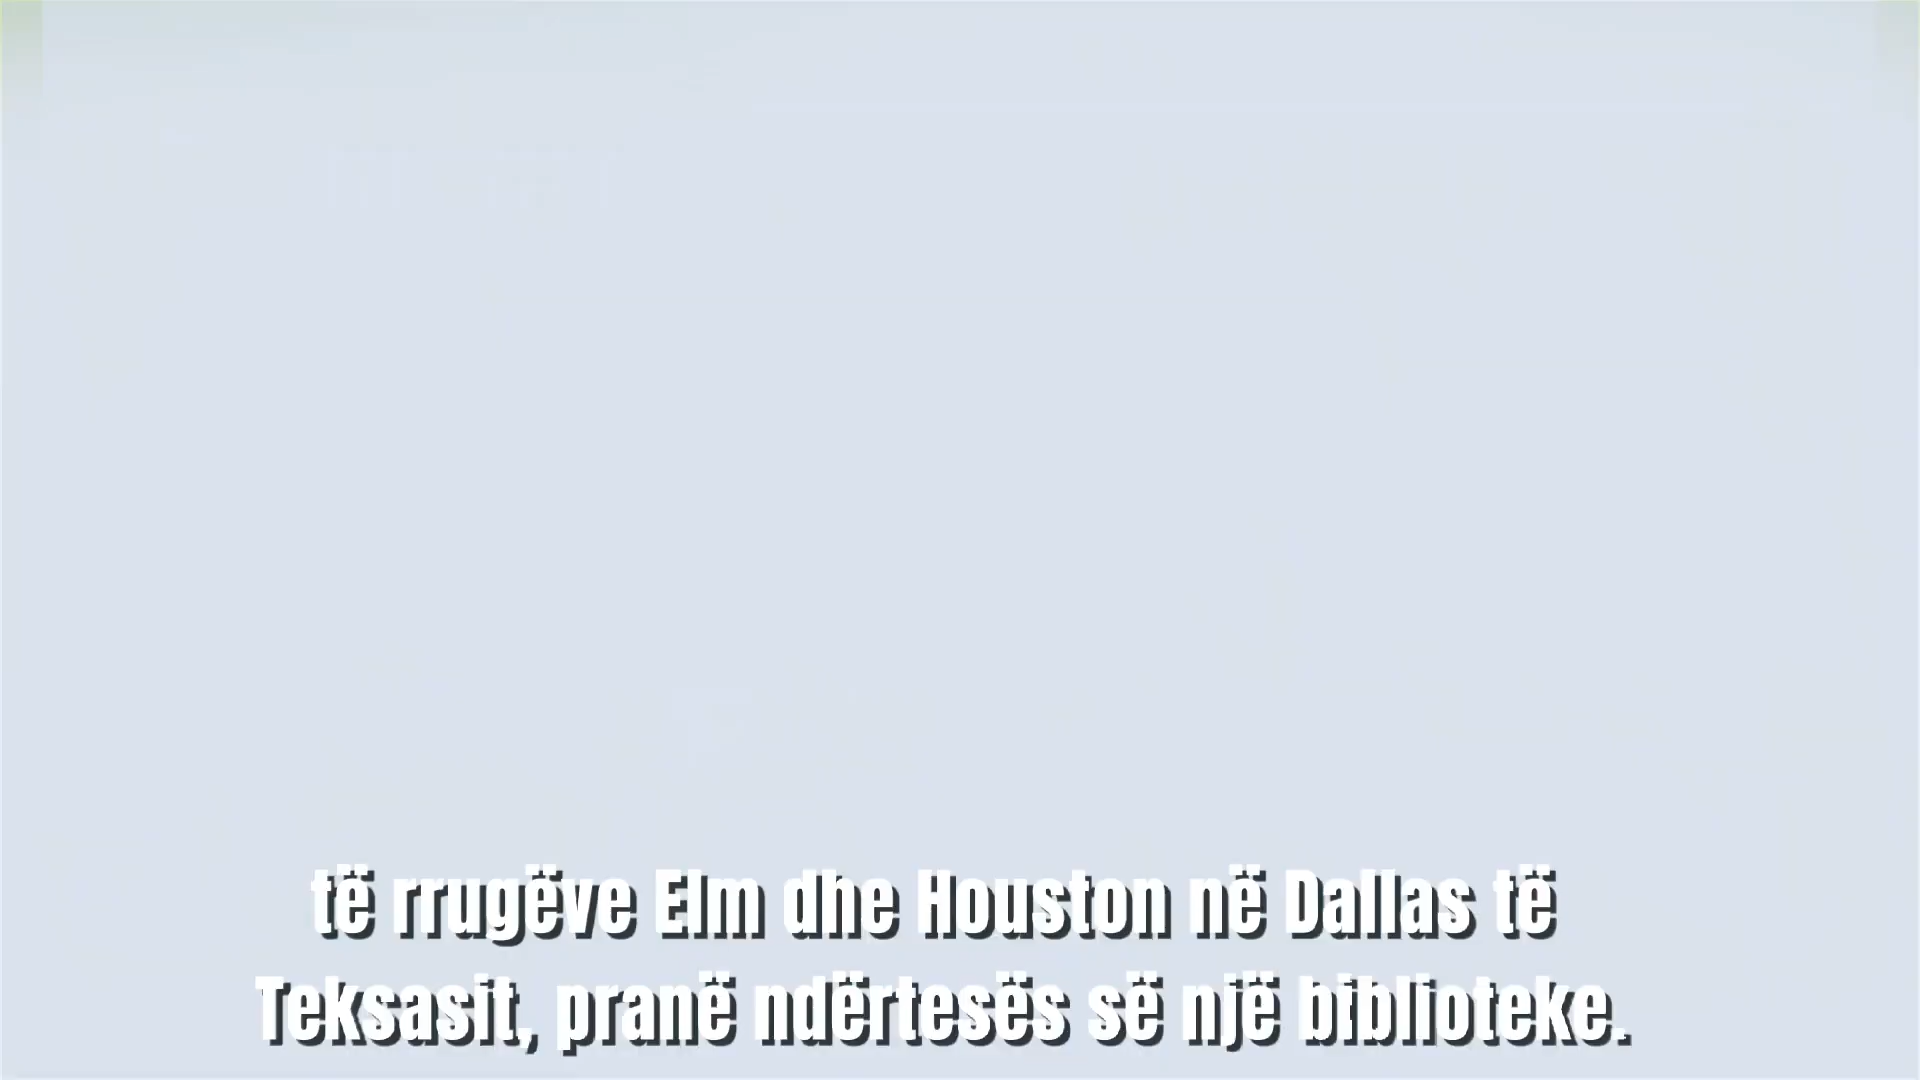 të rrugëve Elm dhe Houston në Dallas të
Teksasit, pranë ndërtesës së një biblioteke.